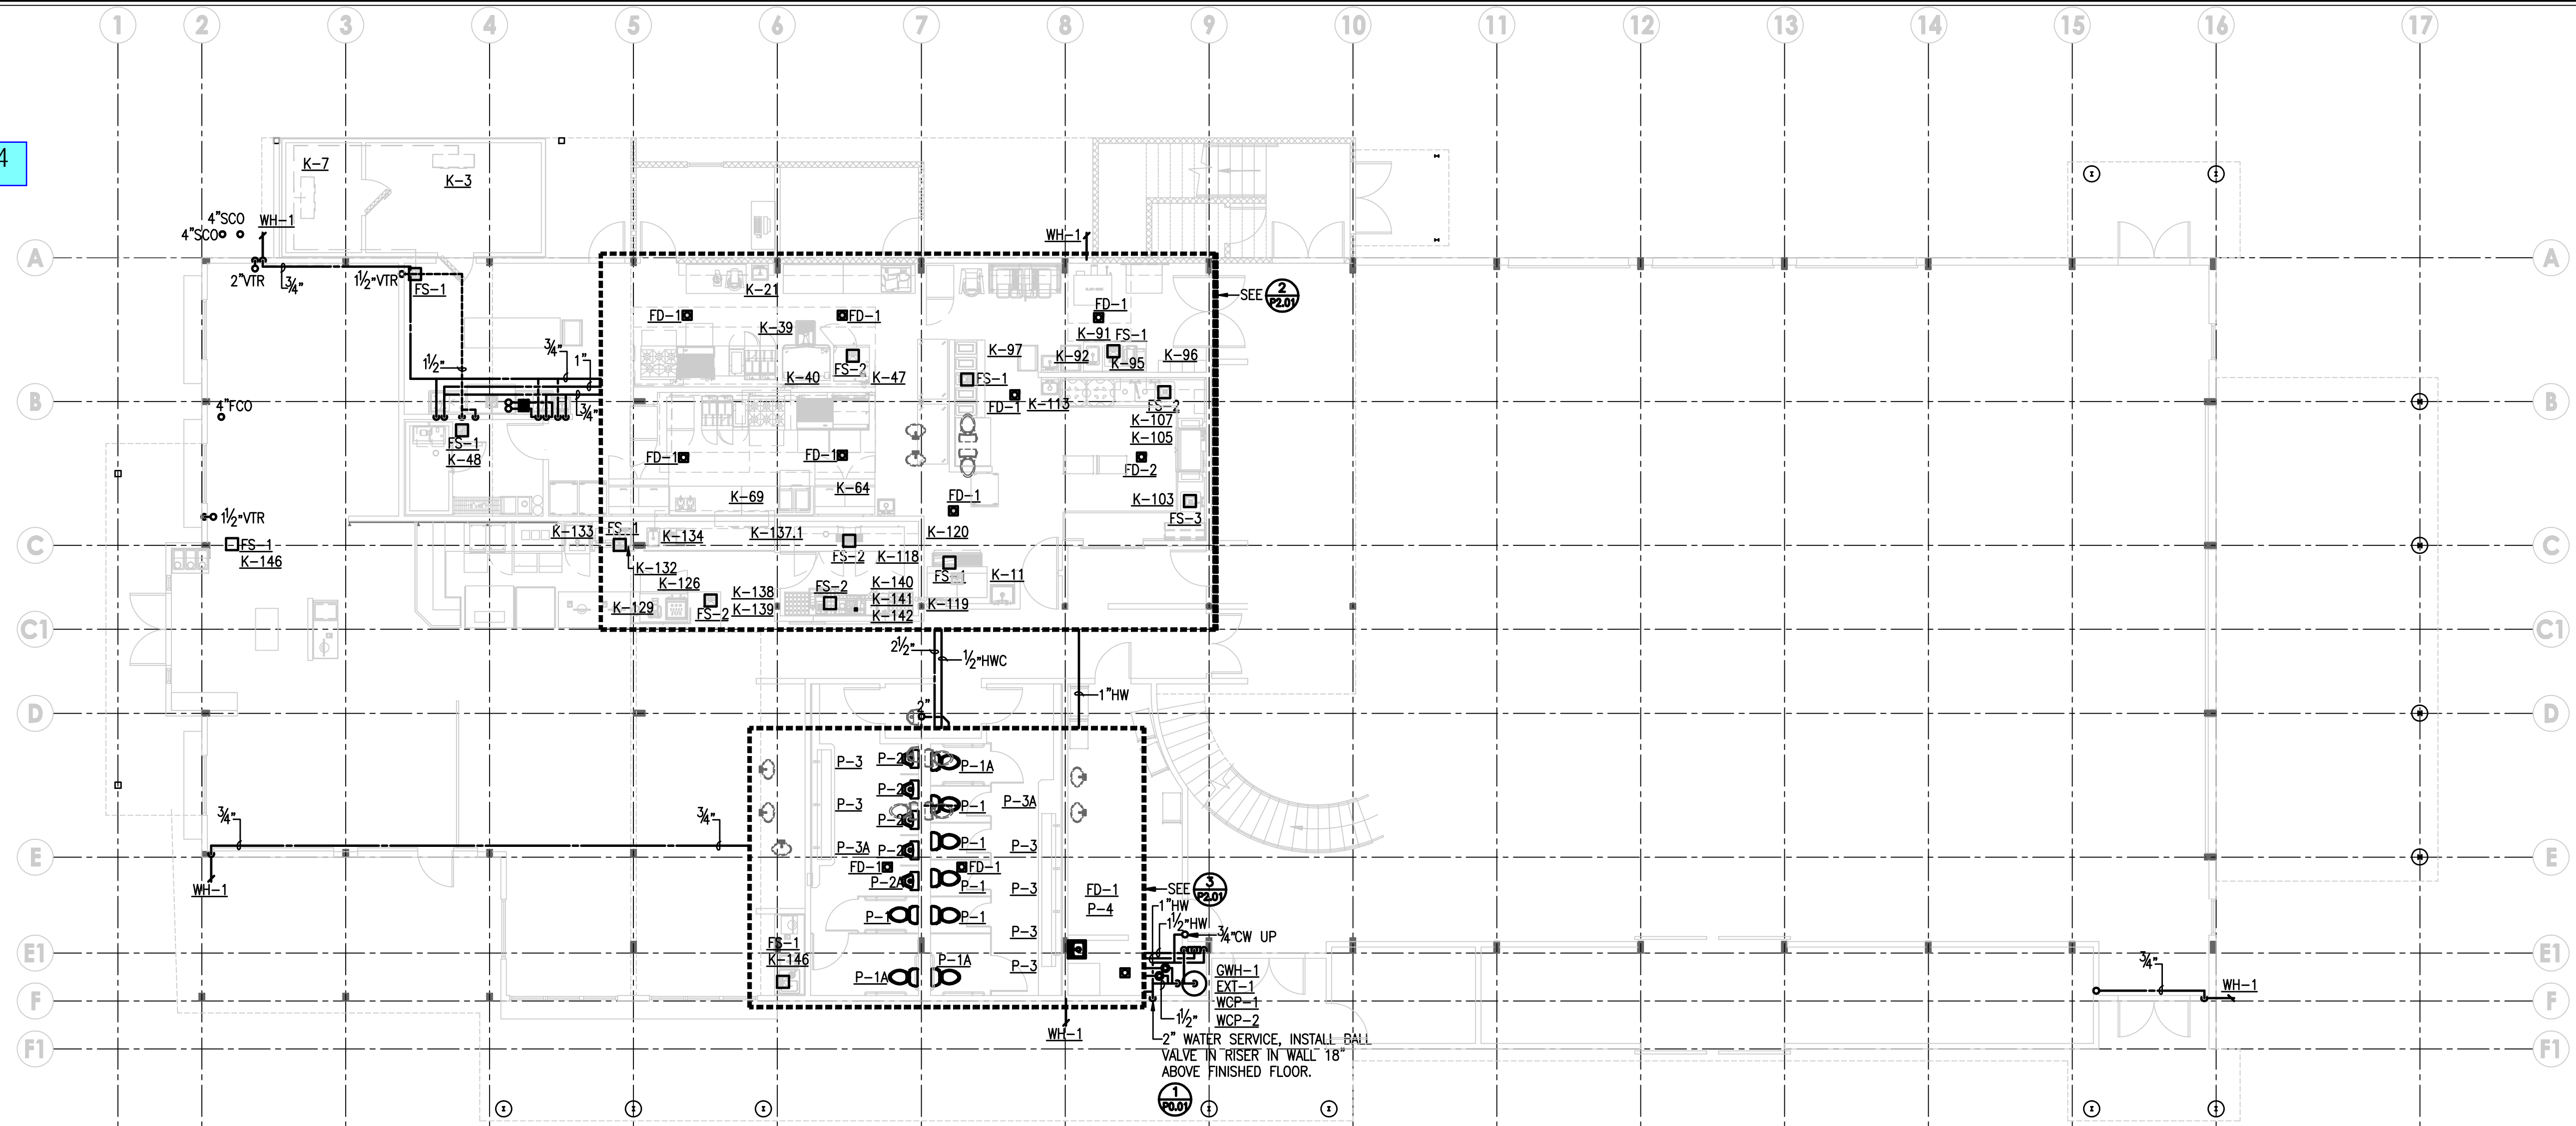 1 2 3 4 5 6 7 8 9 10 11 12 13 14 15 16 17
4
K-7
K-3
4"SCO
4"SCO
WH-1
WH-1
A
A
2"VTR
3/4"
1½"VTR
FS-1
K-21
SEE 2 P2.01
FD-1
FD-1
FD-1
K-39
K-91
FS-1
3/4"
1"
1½"
FS-2
K-97
K-92
K-95
K-96
K-40
K-47
FS-1
B
B
4"FCO
3/4"
FD-1
K-113
FS-2
K-107
K-105
FS-1
K-48
FD-1
FD-1
FD-2
K-69
K-64
FD-1
K-103
FS-3
1½"VTR
K-133
FS-1
K-134
K-137.1
K-120
C
C
FS-1
K-146
K-132
FS-2
K-118
FS-1
K-11
K-126
K-138
K-139
FS-2
K-140
K-141
K-142
K-129
FS-2
K-119
C1
C1
2½"
½"HWC
1"HW
D
D
2"
P-3
P-2
P-1A
P-2
P-3
P-1
P-3A
P-2
P-1
P-3A
P-2
P-3
E
E
3/4"
3/4"
WH-1
FD-1
FD-1
P-2A
P-1
P-3
FD-1
P-4
SEE 3 P2.01
P-1
P-1
P-3
1"HW
1½"HW
3/4"CW UP
E1
E1
FS-1
K-146
P-1A
P-1A
P-3
GWH-1
EXT-1
WCP-1
WCP-2
3/4"
WH-1
F
F
1½"
WH-1
F1
F1
2" WATER SERVICE, INSTALL BALL
VALVE IN RISER IN WALL 18"
ABOVE FINISHED FLOOR.
1
P0.01